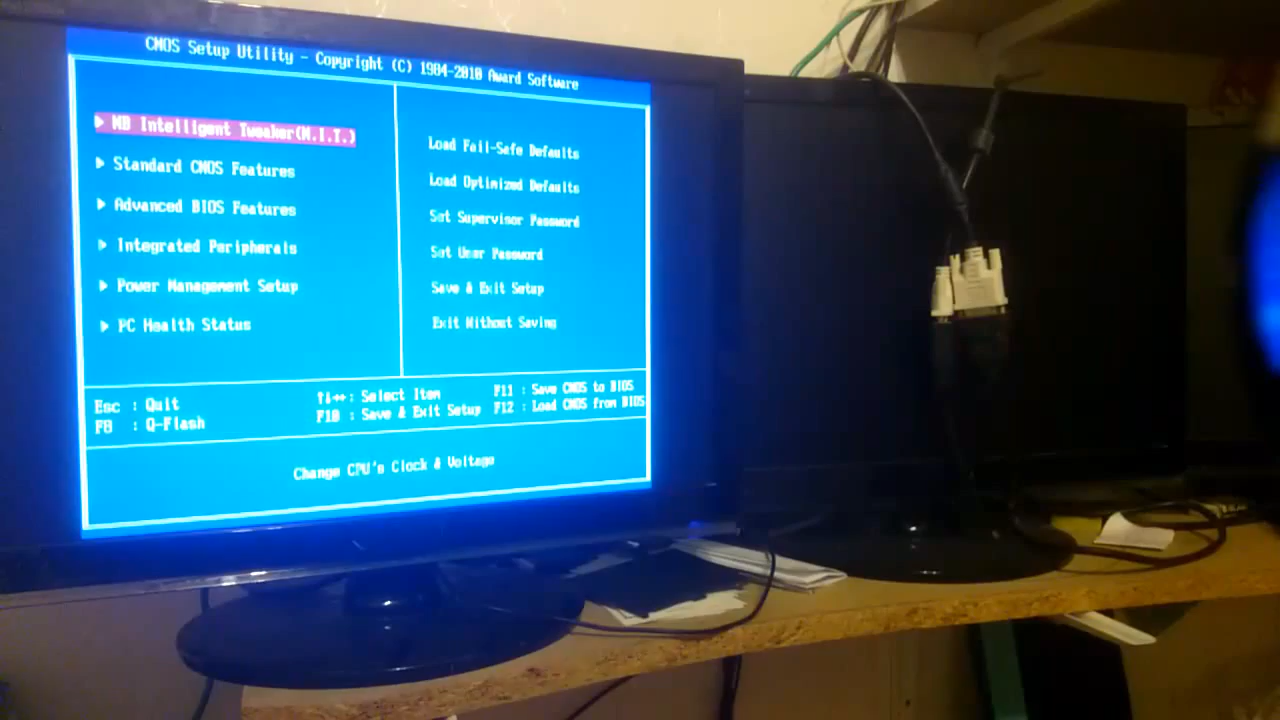 CMOS Setup Utility - Copyright (C) 1984-2010 Award Software
MB Intelligent Tweaker(M.I.T.)
Standard CMOS Features
Advanced BIOS Features
Integrated Peripherals
Power Management Setup
PC Health Status
Load Fail-Safe Defaults
Load Optimized Defaults
Set Supervisor Password
Set User Password
Save & Exit Setup
Exit Without Saving
Esc : Quit
F8 : Q-Flash
↑↓→←: Select Item
F10 : Save & Exit Setup
F11 : Save CMOS to BIOS
F12 : Load CMOS from BIOS
Change CPU's Clock & Voltage